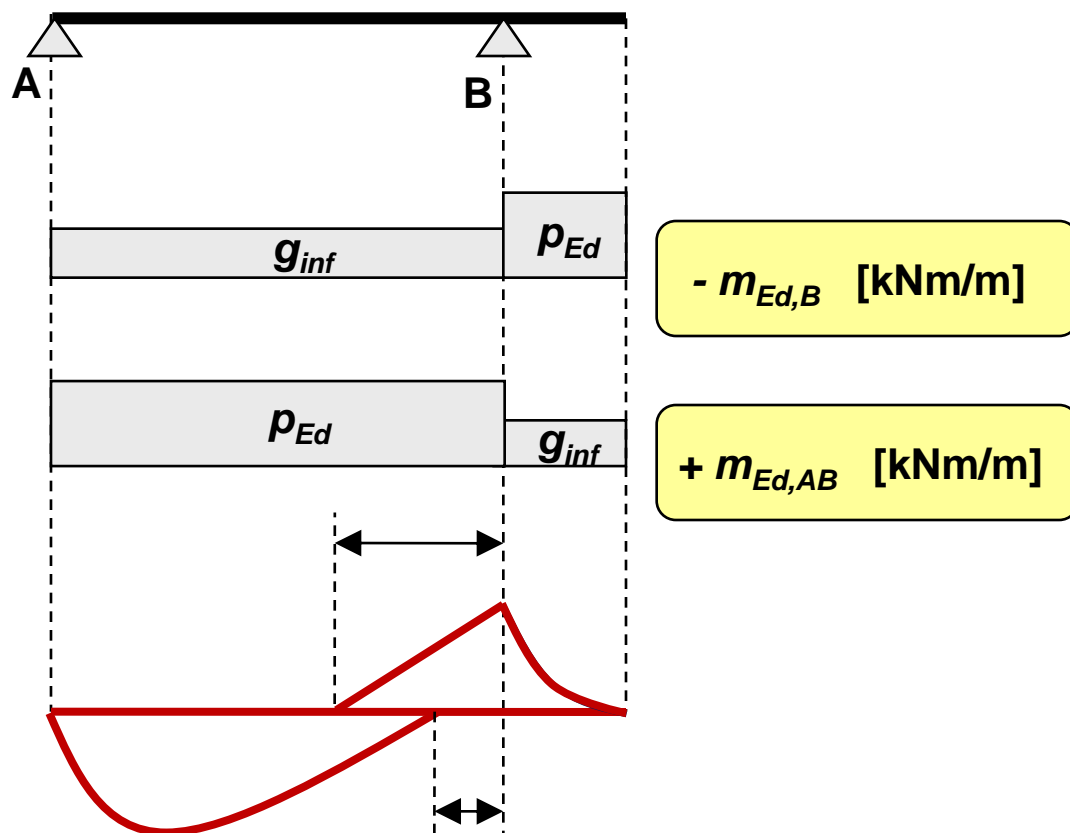 A
B
g_inf
p_Ed
- m_Ed,B [kNm/m]
p_Ed
g_inf
+ m_Ed,AB [kNm/m]